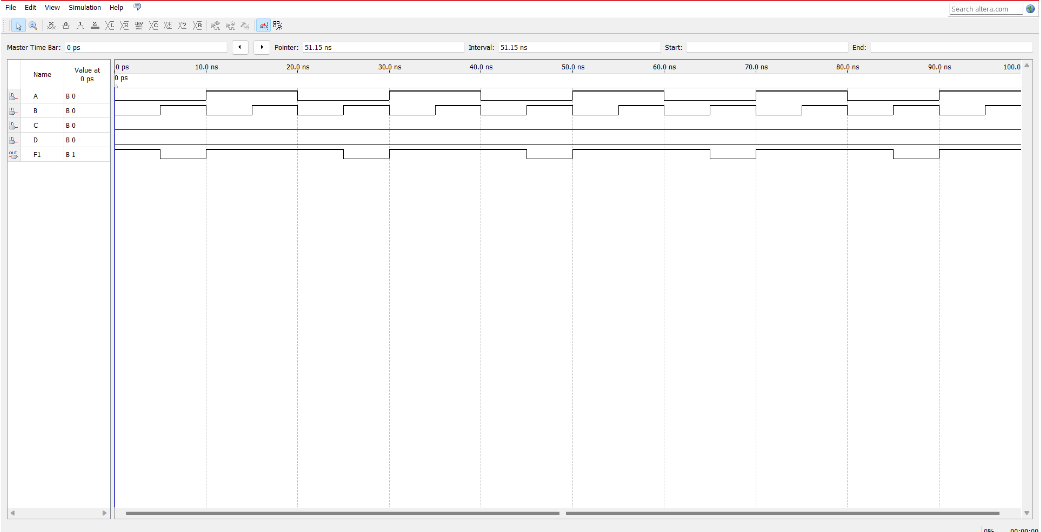 File Edit View Simulation Help
Search altera.com
Master Time Bar: 0 ps Pointer: 51.15 ns Interval: 51.15 ns Start: End:
Name Value at 0 ps
0 ps 10.0 ns 20.0 ns 30.0 ns 40.0 ns 50.0 ns 60.0 ns 70.0 ns 80.0 ns 90.0 ns 100.0
0 ps
A B 0
B B 0
C B 0
D B 0
F1 B 1
0% 00:00:00